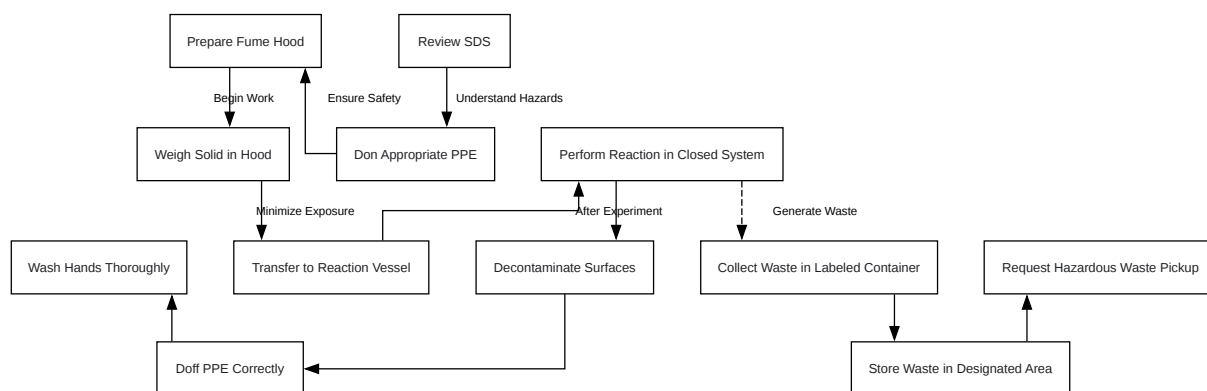 Prepare Fume Hood
Review SDS
Begin Work
Ensure Safety
Understand Hazards
Weigh Solid in Hood
Don Appropriate PPE
Perform Reaction in Closed System
Minimize Exposure
After Experiment
Generate Waste
Wash Hands Thoroughly
Transfer to Reaction Vessel
Decontaminate Surfaces
Collect Waste in Labeled Container
Request Hazardous Waste Pickup
Doff PPE Correctly
Store Waste in Designated Area